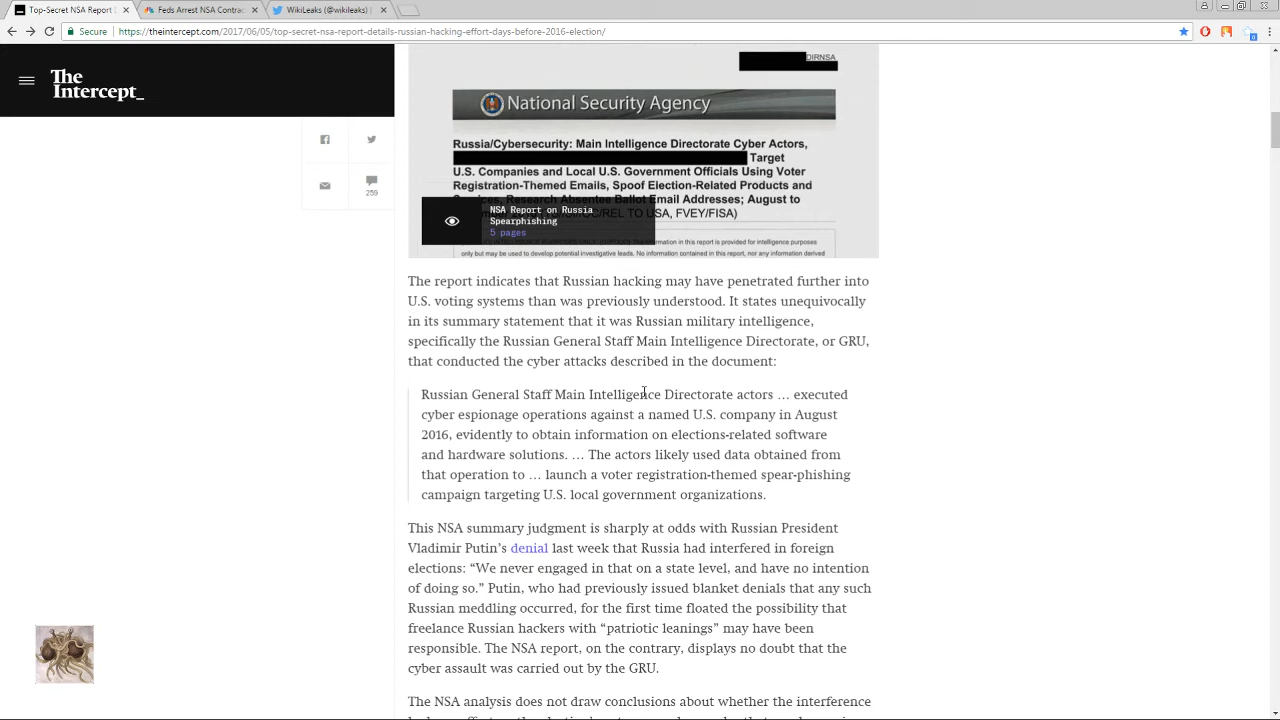 Top-Secret NSA Report D
Feds Arrest NSA Contrac
WikiLeaks (@wikileaks) |
Secure
https://theintercept.com/2017/06/05/top-secret-nsa-report-details-russian-hacking-effort-days-before-2016-election/
The
Intercept_
259
DIRNSA
National Security Agency
Russia/Cybersecurity: Main Intelligence Directorate Cyber Actors,
Target
U.S. Companies and Local U.S. Government Officials Using Voter
Registration-Themed Emails, Spoof Election-Related Products and
Research Absentee Ballot Email Addresses; August to
/REL TO USA, FVEY/FISA)
NSA Report on Russia
Spearphishing
5 pages
information in this report is provided for intelligence purposes
only but may be used to develop potential investigative leads. No information contained in this report, nor any information derived
The report indicates that Russian hacking may have penetrated further into
U.S. voting systems than was previously understood. It states unequivocally
in its summary statement that it was Russian military intelligence,
specifically the Russian General Staff Main Intelligence Directorate, or GRU,
that conducted the cyber attacks described in the document:
Russian General Staff Main Intelligence Directorate actors … executed
cyber espionage operations against a named U.S. company in August
2016, evidently to obtain information on elections-related software
and hardware solutions. … The actors likely used data obtained from
that operation to … launch a voter registration-themed spear-phishing
campaign targeting U.S. local government organizations.
This NSA summary judgment is sharply at odds with Russian President
Vladimir Putin’s denial last week that Russia had interfered in foreign
elections: “We never engaged in that on a state level, and have no intention
of doing so.” Putin, who had previously issued blanket denials that any such
Russian meddling occurred, for the first time floated the possibility that
freelance Russian hackers with “patriotic leanings” may have been
responsible. The NSA report, on the contrary, displays no doubt that the
cyber assault was carried out by the GRU.
The NSA analysis does not draw conclusions about whether the interference